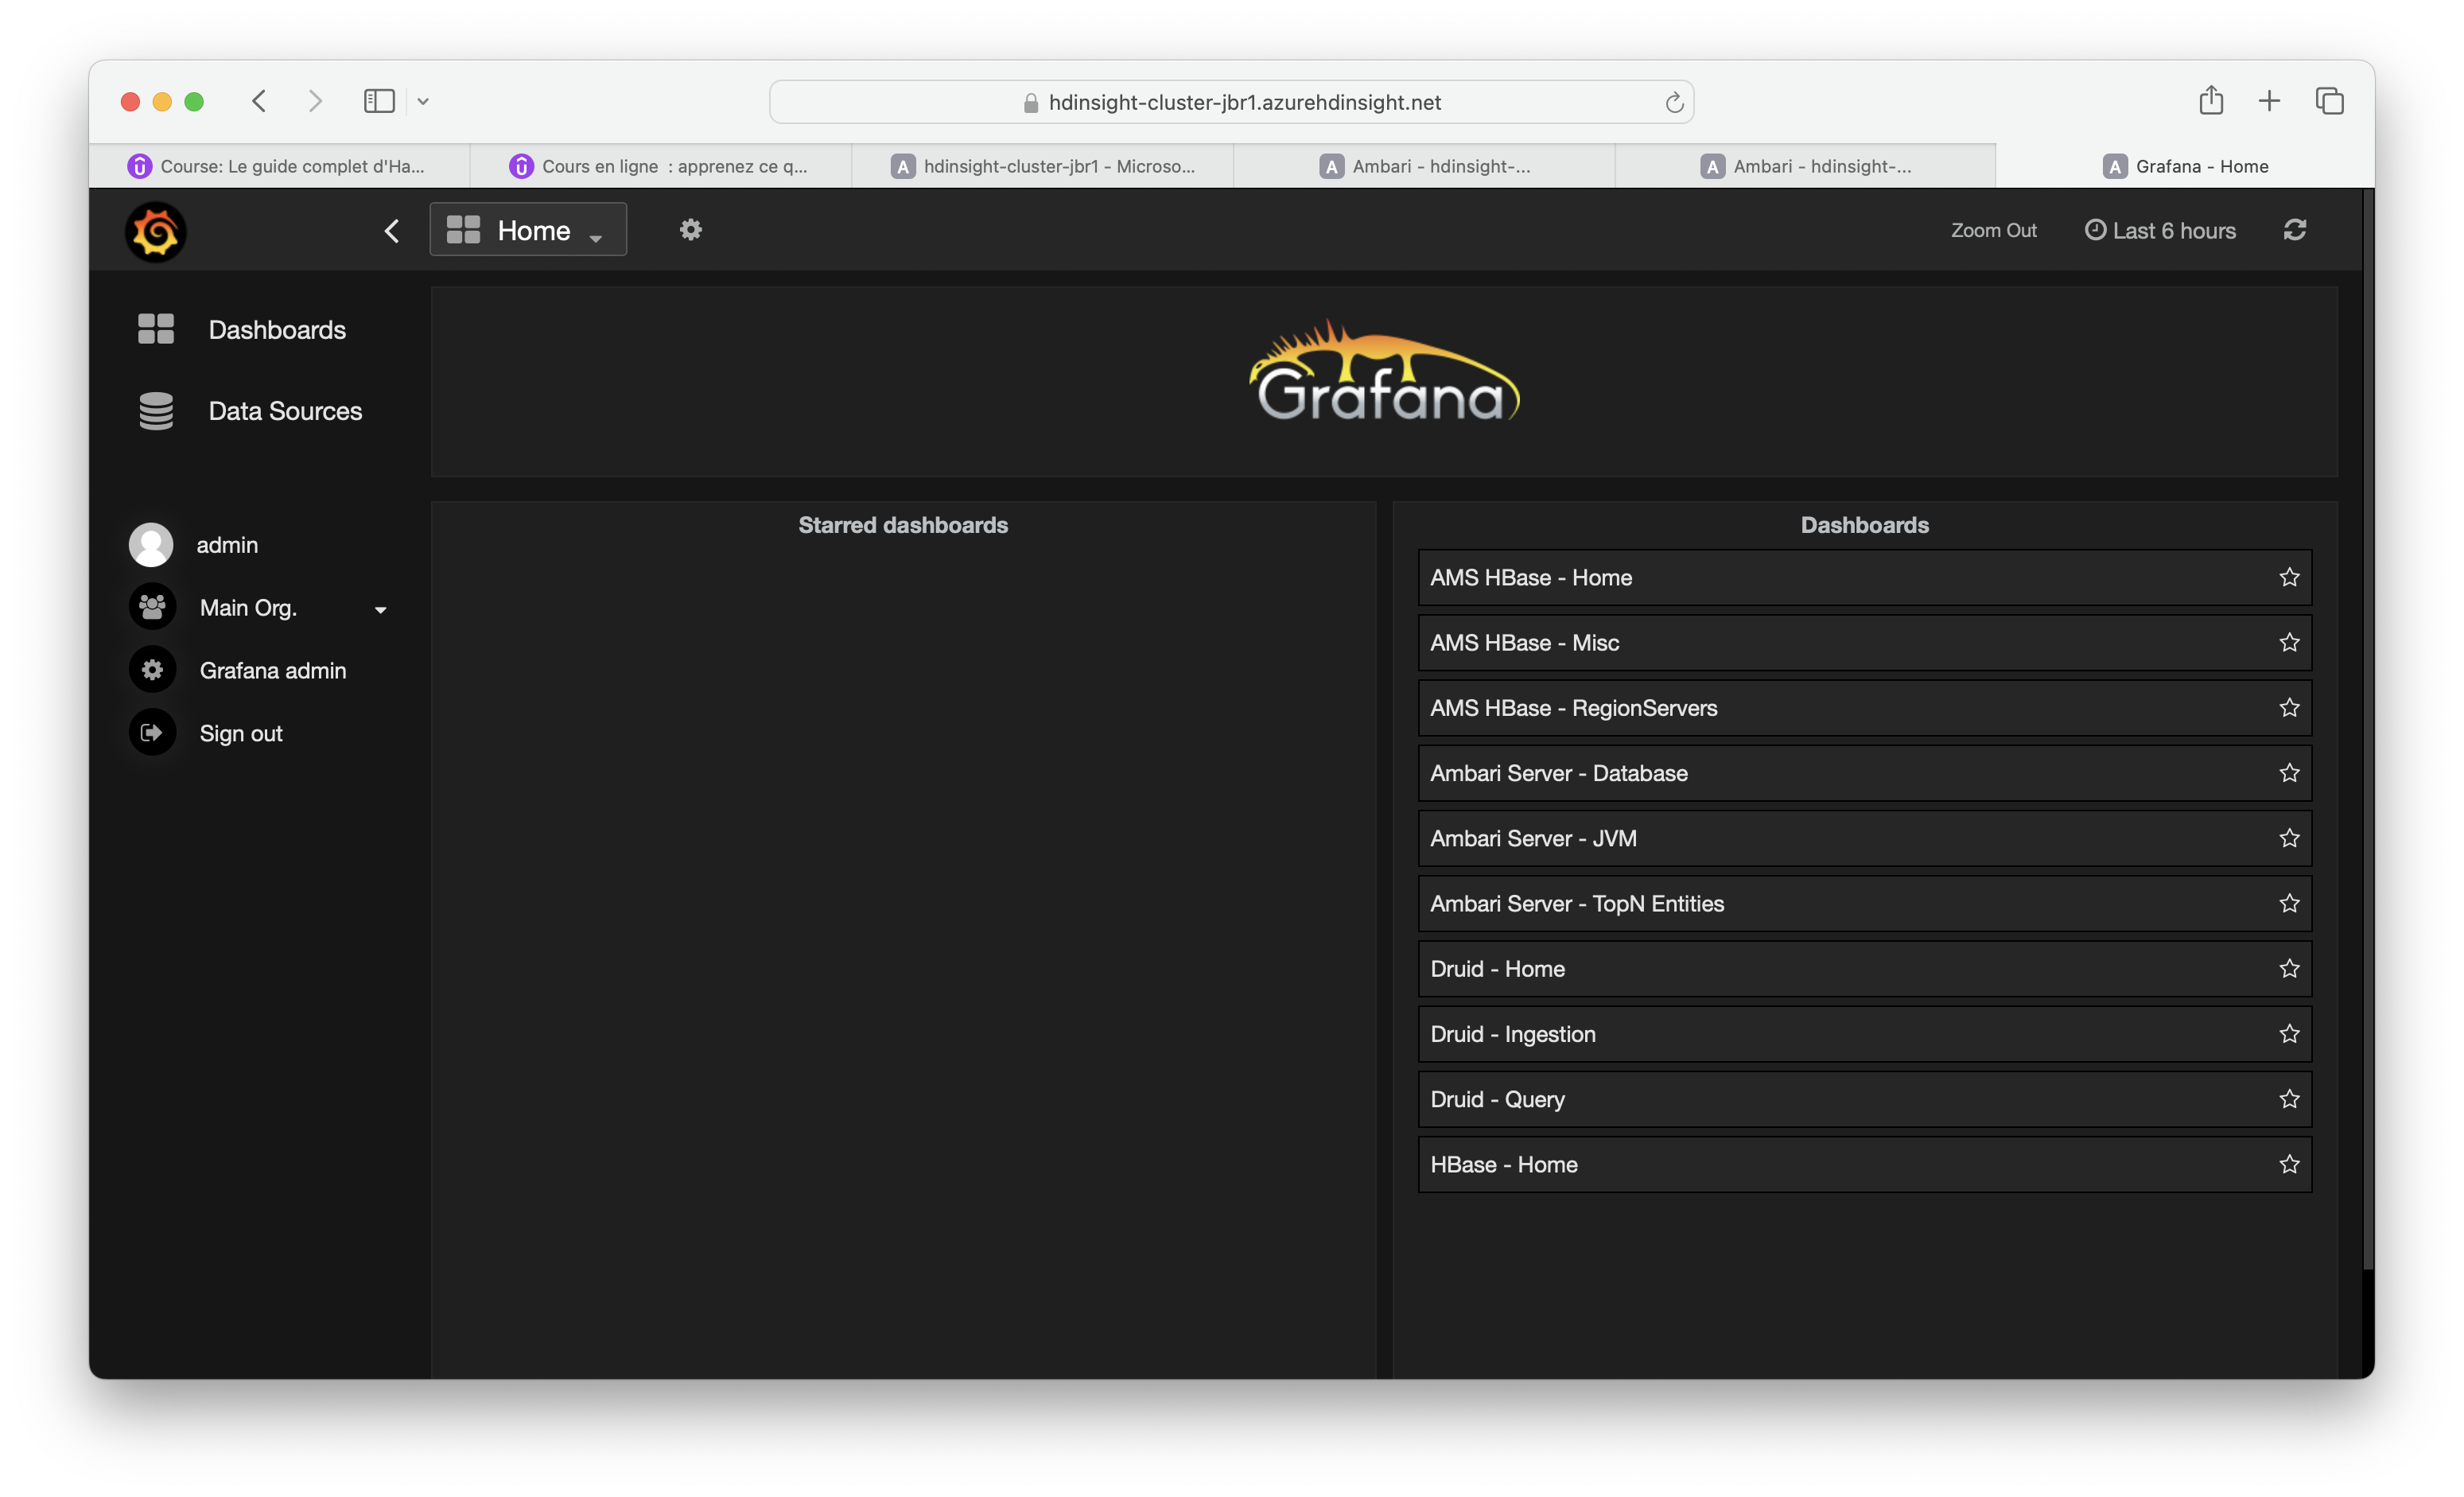 hdinsight-cluster-jbr1.azurehdinsight.net
Course: Le guide complet d'Ha...
Cours en ligne : apprenez ce q...
A hdinsight-cluster-jbr1 - Microso...
A Ambari - hdinsight-...
A Ambari - hdinsight-...
A Grafana - Home
Home
Zoom Out
Last 6 hours
Dashboards
Data Sources
admin
Main Org.
Grafana admin
Sign out
Grafana
Starred dashboards
Dashboards
AMS HBase - Home
AMS HBase - Misc
AMS HBase - RegionServers
Ambari Server - Database
Ambari Server - JVM
Ambari Server - TopN Entities
Druid - Home
Druid - Ingestion
Druid - Query
HBase - Home